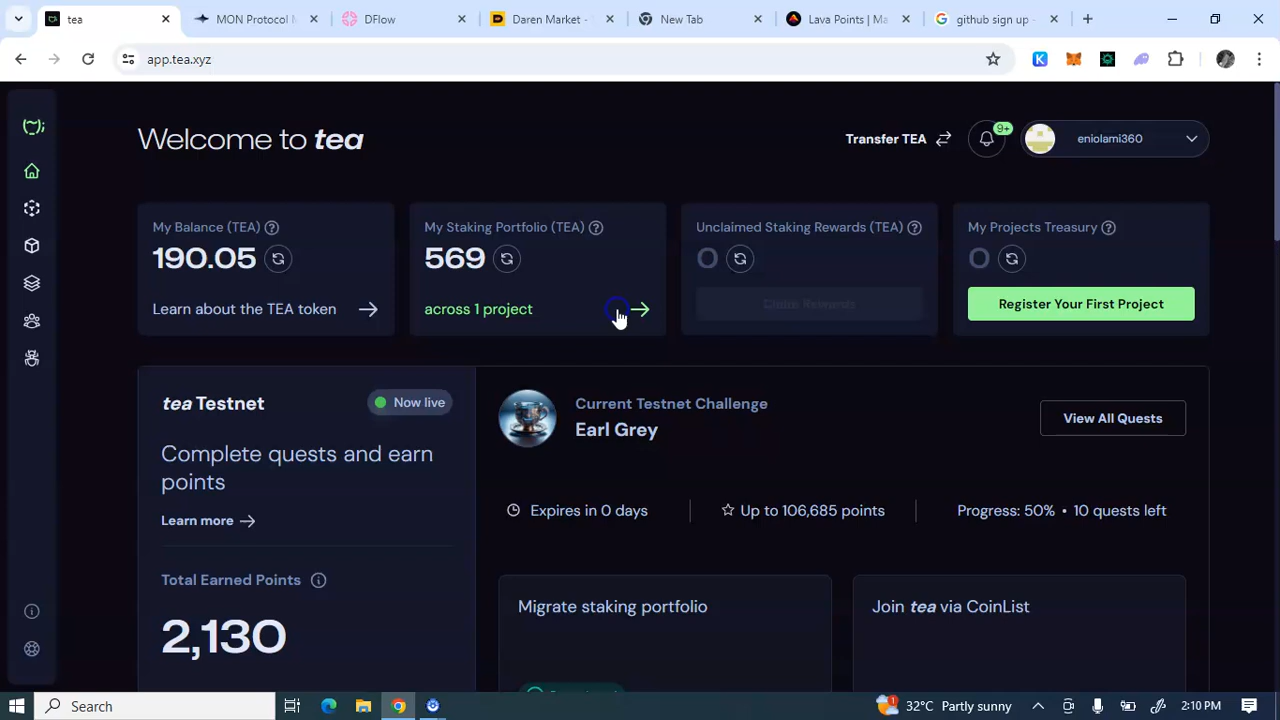 tea
MON Protocol M
DFlow
Daren Market -
New Tab
Lava Points | Ma
github sign up -
app.tea.xyz
Welcome to tea
Transfer TEA
9+
eniolami360
My Balance (TEA)
190.05
Learn about the TEA token
My Staking Portfolio (TEA)
569
across 1 project
Unclaimed Staking Rewards (TEA)
0
Claim Rewards
My Projects Treasury
0
Register Your First Project
tea Testnet
Now live
Complete quests and earn
points
Learn more
Total Earned Points
2,130
Current Testnet Challenge
Earl Grey
View All Quests
Expires in 0 days
Up to 106,685 points
Progress: 50% • 10 quests left
Migrate staking portfolio
Join tea via CoinList
Search
1
32°C Partly sunny
2:10 PM